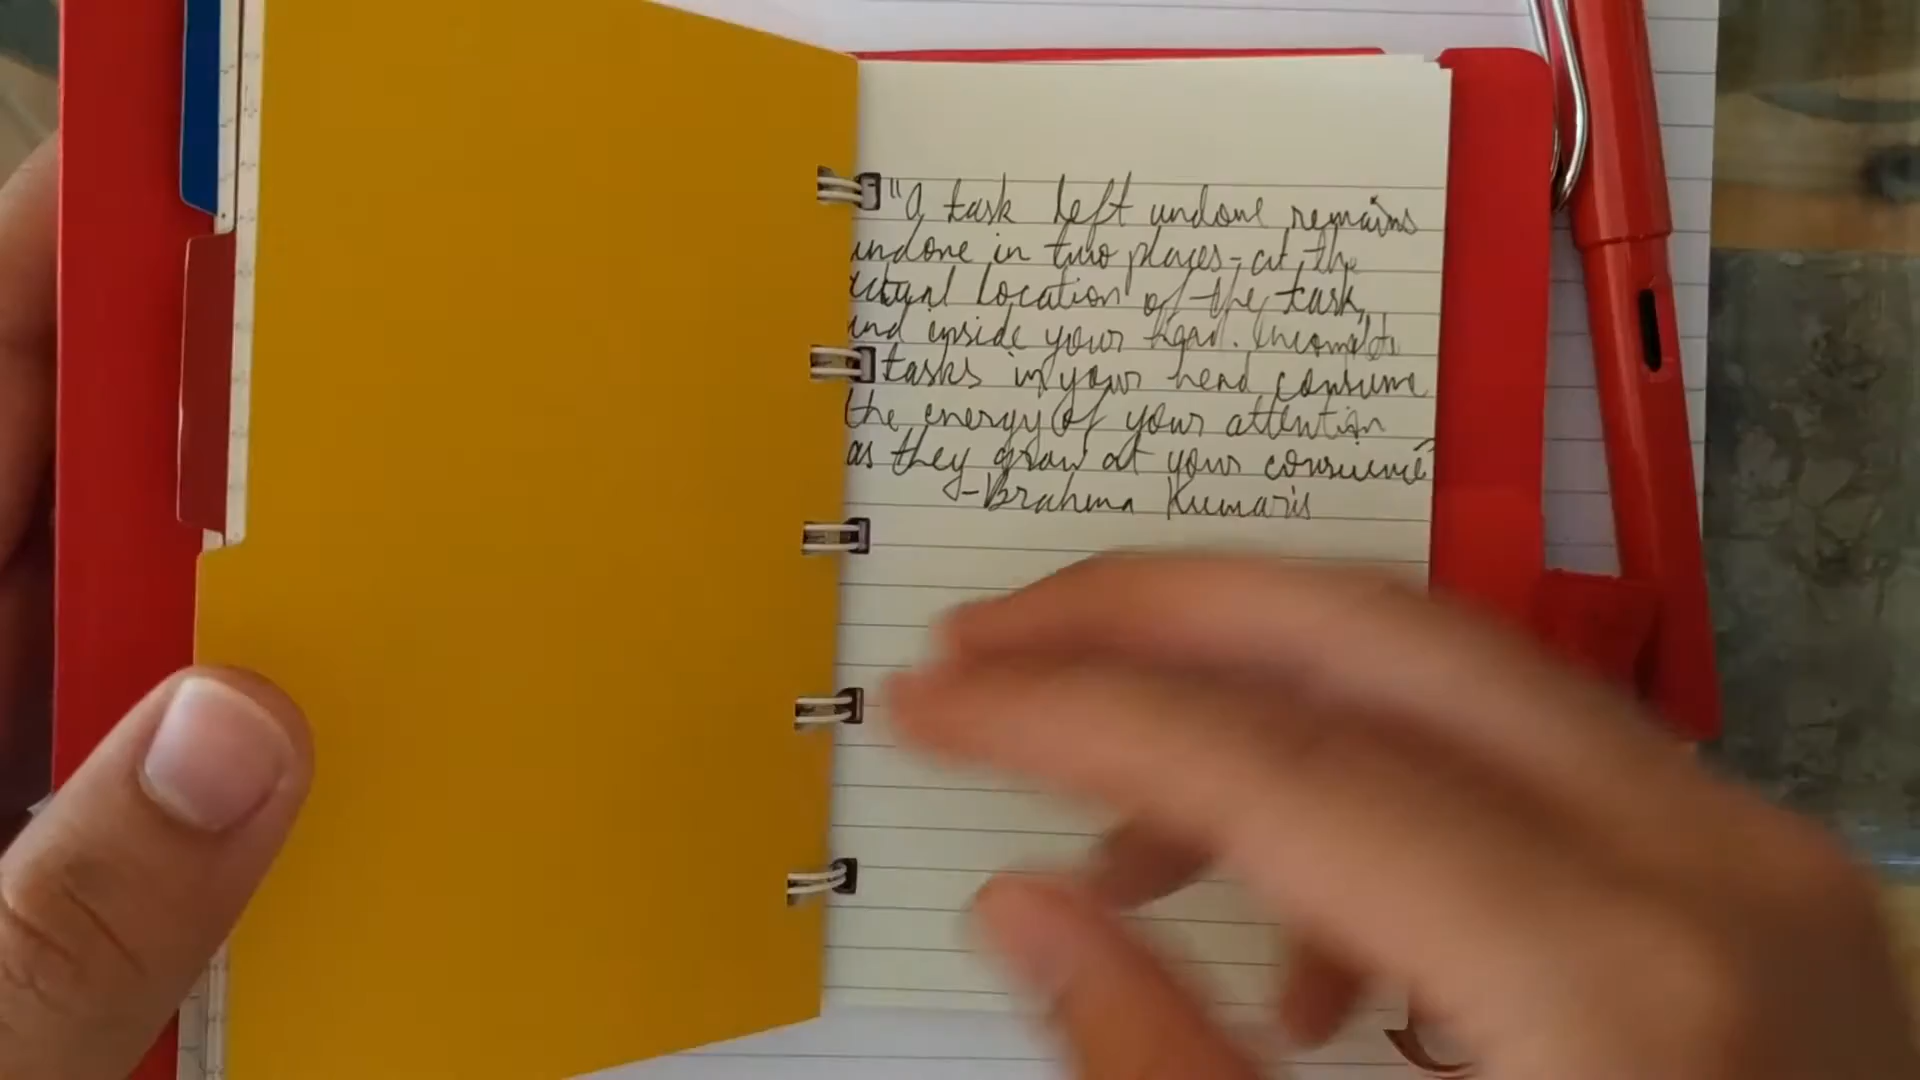 "A task left undone remains
undone in two places - at the
actual location of the task,
and inside your head. Incomplete
tasks in your head consume
the energy of your attention
as they gnaw at your conscience"
- Brahma Kumaris